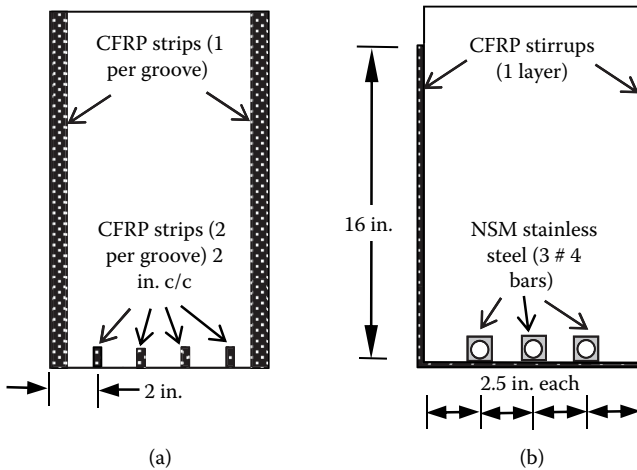 CFRP strips (1
per groove)
CFRP strips (2
per groove) 2
in. c/c
2 in.
(a)
CFRP stirrups
(1 layer)
16 in.
NSM stainless
steel (3 # 4
bars)
2.5 in. each
(b)